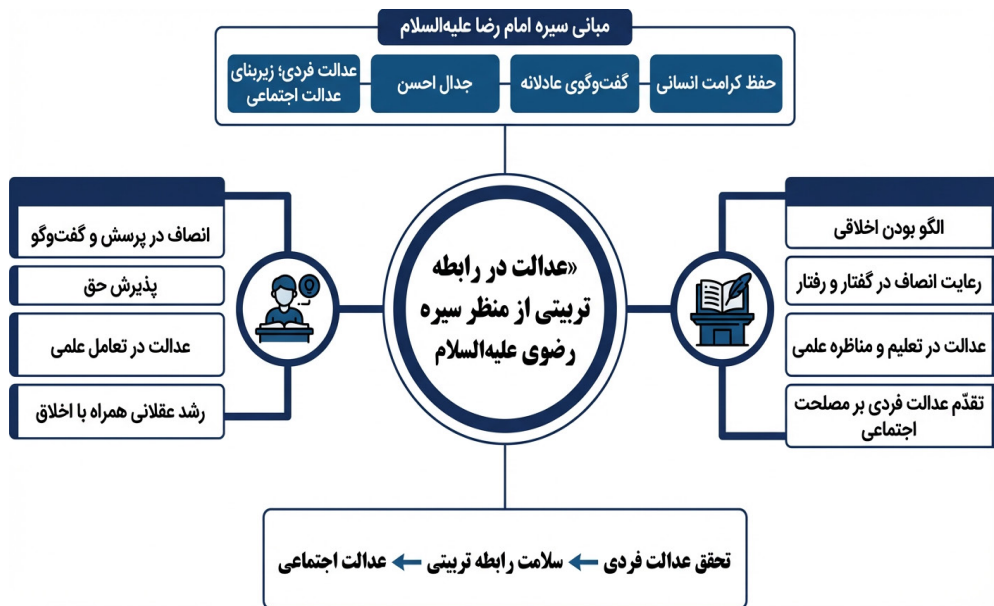 مبانی سیره امام رضا علیه‌السلام
حفظ کرامت انسانی
گفت‌وگوی عادلانه
جدال احسن
عدالت فردی؛ زیربنای
عدالت اجتماعی
الگو بودن اخلاقی
رعایت انصاف در گفتار و رفتار
عدالت در تعلیم و مناظره علمی
تقدّم عدالت فردی بر مصلحت
اجتماعی
«عدالت در رابطه
تربیتی از منظر سیره
رضوی علیه‌السلام
انصاف در پرسش و گفت‌وگو
پذیرش حق
عدالت در تعامل علمی
رشد عقلانی همراه با اخلاق
تحقق عدالت فردی ← سلامت رابطه تربیتی ← عدالت اجتماعی